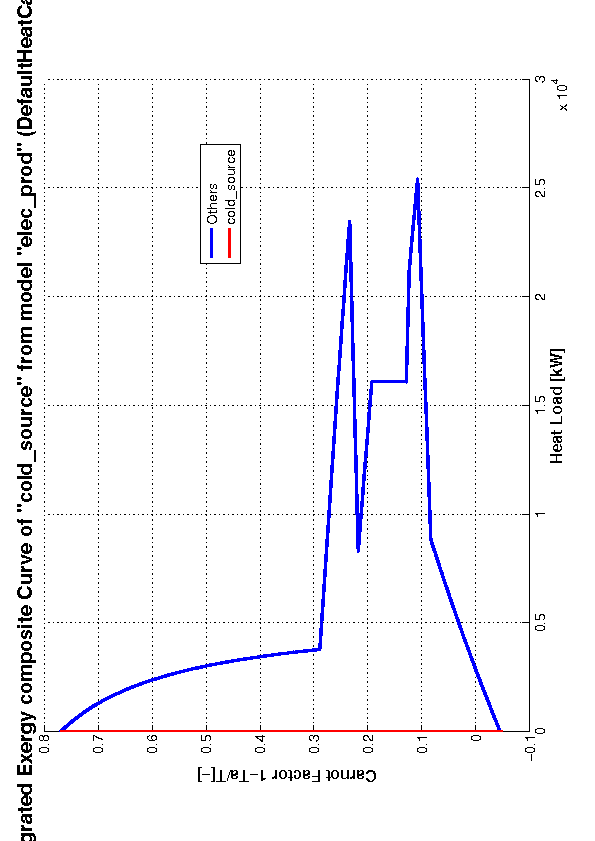 grated Exergy composite Curve of "cold_source" from model "elec_prod" (DefaultHeatCa
0.8
0.7
0.6
0.5
0.4
0.3
0.2
0.1
0
−0.1
Carnot Factor 1−Ta/T[−]
0
0.5
1
1.5
2
2.5
3
x 10⁴
Heat Load [kW]
Others
cold_source